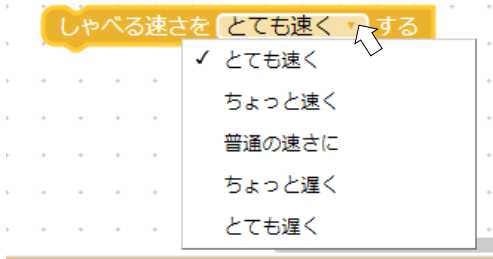 しゃべる速さを とても速く ▼ する
✓ とても速く
ちょっと速く
普通の速さに
ちょっと遅く
とても遅く